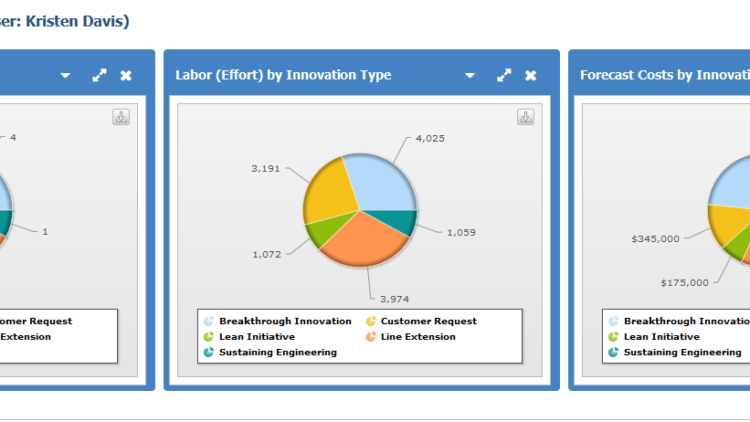 ser: Kristen Davis)
Labor (Effort) by Innovation Type
Forecast Costs by Innovati
4
1
omer Request
Extension
4,025
3,191
1,059
1,072
3,974
Breakthrough Innovation Customer Request
Lean Initiative Line Extension
Sustaining Engineering
$345,000
$175,000
Breakthrough Innovatio
Lean Initiative
Sustaining Engineering